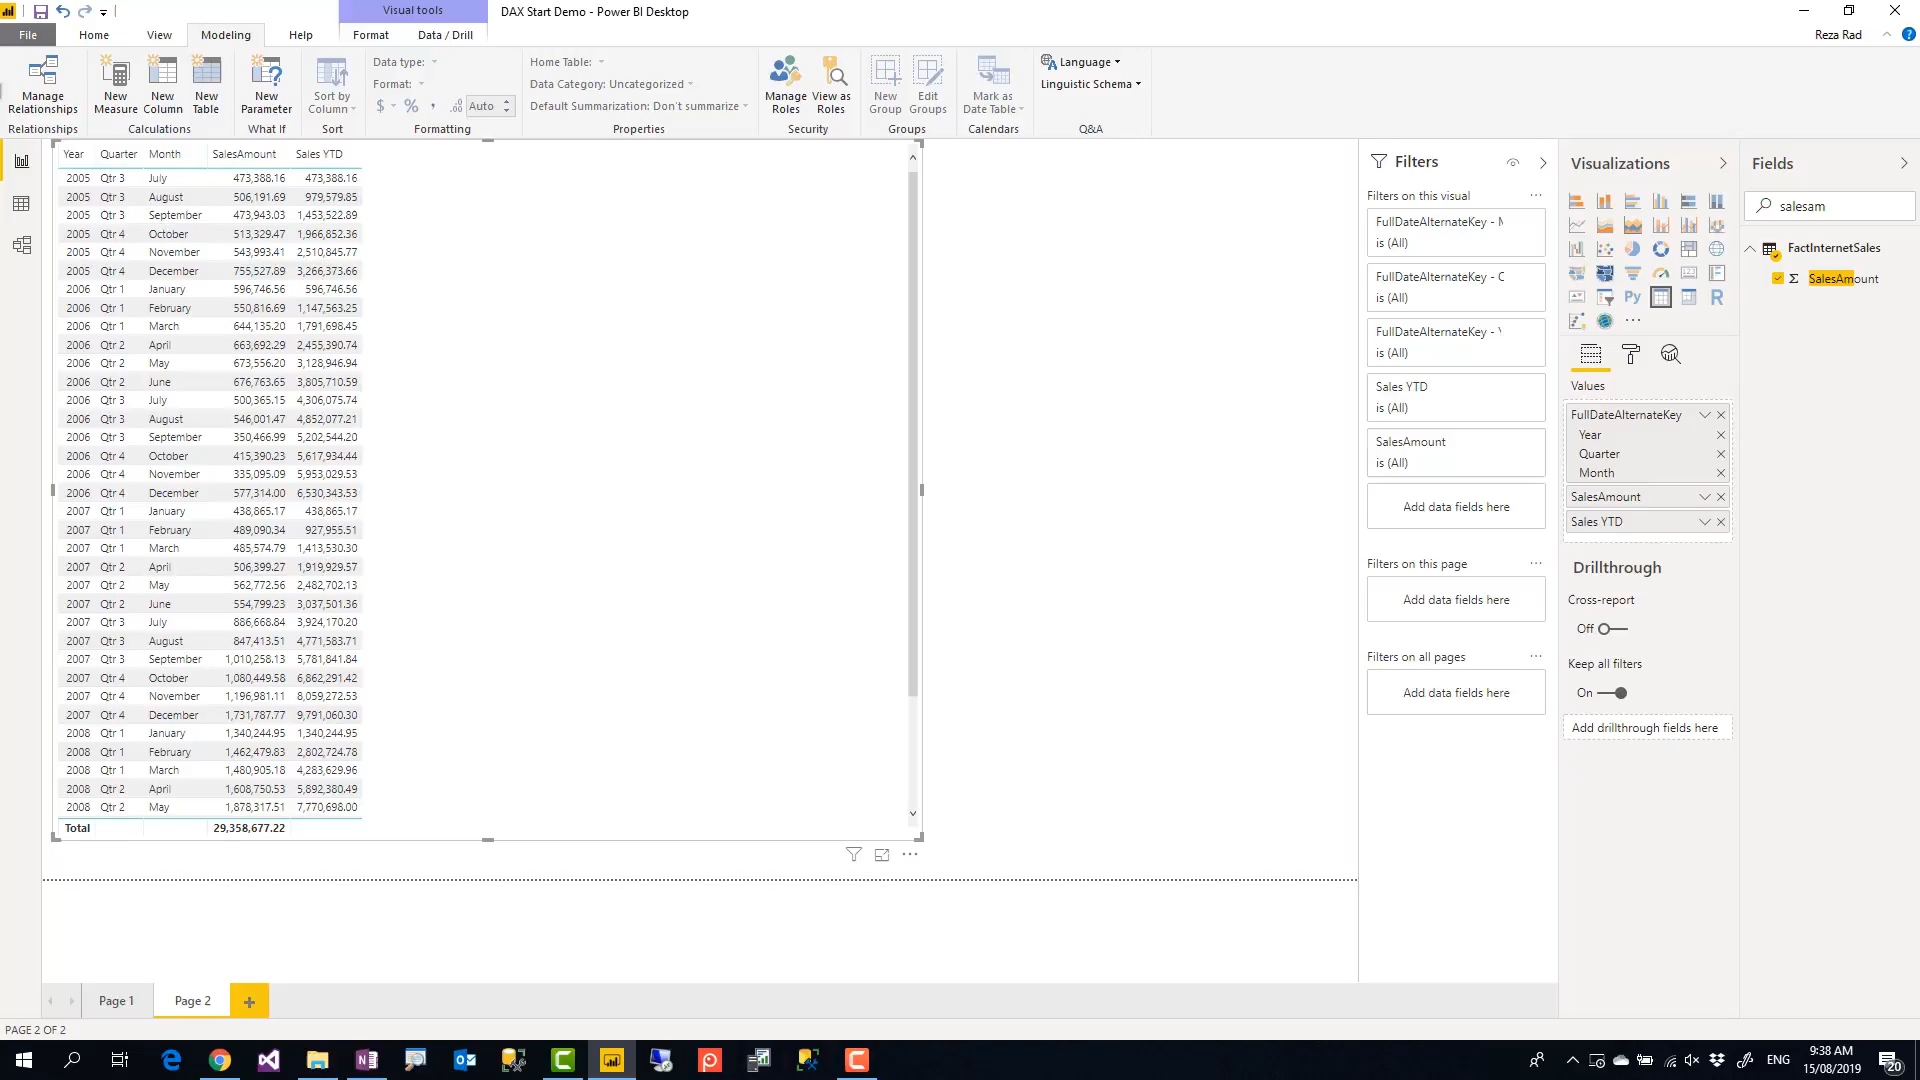 Visual tools
DAX Start Demo - Power BI Desktop
File
Home
View
Modeling
Help
Format
Data / Drill
Reza Rad
Manage Relationships
New Measure
New Column
New Table
New Parameter
Sort by Column
Data type:
Format:
$ % , Auto
Home Table:
Data Category: Uncategorized
Default Summarization: Don't summarize
Manage Roles
View as Roles
New Group
Edit Groups
Mark as Date Table
Language
Linguistic Schema
Relationships
Calculations
What If
Sort
Formatting
Properties
Security
Groups
Calendars
Q&A
Year Quarter Month SalesAmount Sales YTD
2005 Qtr 3 July 473,388.16 473,388.16
2005 Qtr 3 August 506,191.69 979,579.85
2005 Qtr 3 September 473,943.03 1,453,522.89
2005 Qtr 4 October 513,329.47 1,966,852.36
2005 Qtr 4 November 543,993.41 2,510,845.77
2005 Qtr 4 December 755,527.89 3,266,373.66
2006 Qtr 1 January 596,746.56 596,746.56
2006 Qtr 1 February 550,816.69 1,147,563.25
2006 Qtr 1 March 644,135.20 1,791,698.45
2006 Qtr 2 April 663,692.29 2,455,390.74
2006 Qtr 2 May 673,556.20 3,128,946.94
2006 Qtr 2 June 676,763.65 3,805,710.59
2006 Qtr 3 July 500,365.15 4,306,075.74
2006 Qtr 3 August 546,001.47 4,852,077.21
2006 Qtr 3 September 350,466.99 5,202,544.20
2006 Qtr 4 October 415,390.23 5,617,934.44
2006 Qtr 4 November 335,095.09 5,953,029.53
2006 Qtr 4 December 577,314.00 6,530,343.53
2007 Qtr 1 January 438,865.17 438,865.17
2007 Qtr 1 February 489,090.34 927,955.51
2007 Qtr 1 March 485,574.79 1,413,530.30
2007 Qtr 2 April 506,399.27 1,919,929.57
2007 Qtr 2 May 562,772.56 2,482,702.13
2007 Qtr 2 June 554,799.23 3,037,501.36
2007 Qtr 3 July 886,668.84 3,924,170.20
2007 Qtr 3 August 847,413.51 4,771,583.71
2007 Qtr 3 September 1,010,258.13 5,781,841.84
2007 Qtr 4 October 1,080,449.58 6,862,291.42
2007 Qtr 4 November 1,196,981.11 8,059,272.53
2007 Qtr 4 December 1,731,787.77 9,791,060.30
2008 Qtr 1 January 1,340,244.95 1,340,244.95
2008 Qtr 1 February 1,462,479.83 2,802,724.78
2008 Qtr 1 March 1,480,905.18 4,283,629.96
2008 Qtr 2 April 1,608,750.53 5,892,380.49
2008 Qtr 2 May 1,878,317.51 7,770,698.00
Total 29,358,677.22
Filters
Filters on this visual
FullDateAlternateKey - M
is (All)
FullDateAlternateKey -
is (All)
FullDateAlternateKey -
is (All)
Sales YTD
is (All)
SalesAmount
is (All)
Add data fields here
Filters on this page
Add data fields here
Filters on all pages
Add data fields here
Visualizations
Py
R
Values
FullDateAlternateKey
Year
Quarter
Month
SalesAmount
Sales YTD
Drillthrough
Cross-report
Off
Keep all filters
On
Add drillthrough fields here
Fields
salesam
FactInternetSales
Σ SalesAmount
Page 1
Page 2
+
PAGE 2 OF 2
ENG
9:38 AM
15/08/2019
20